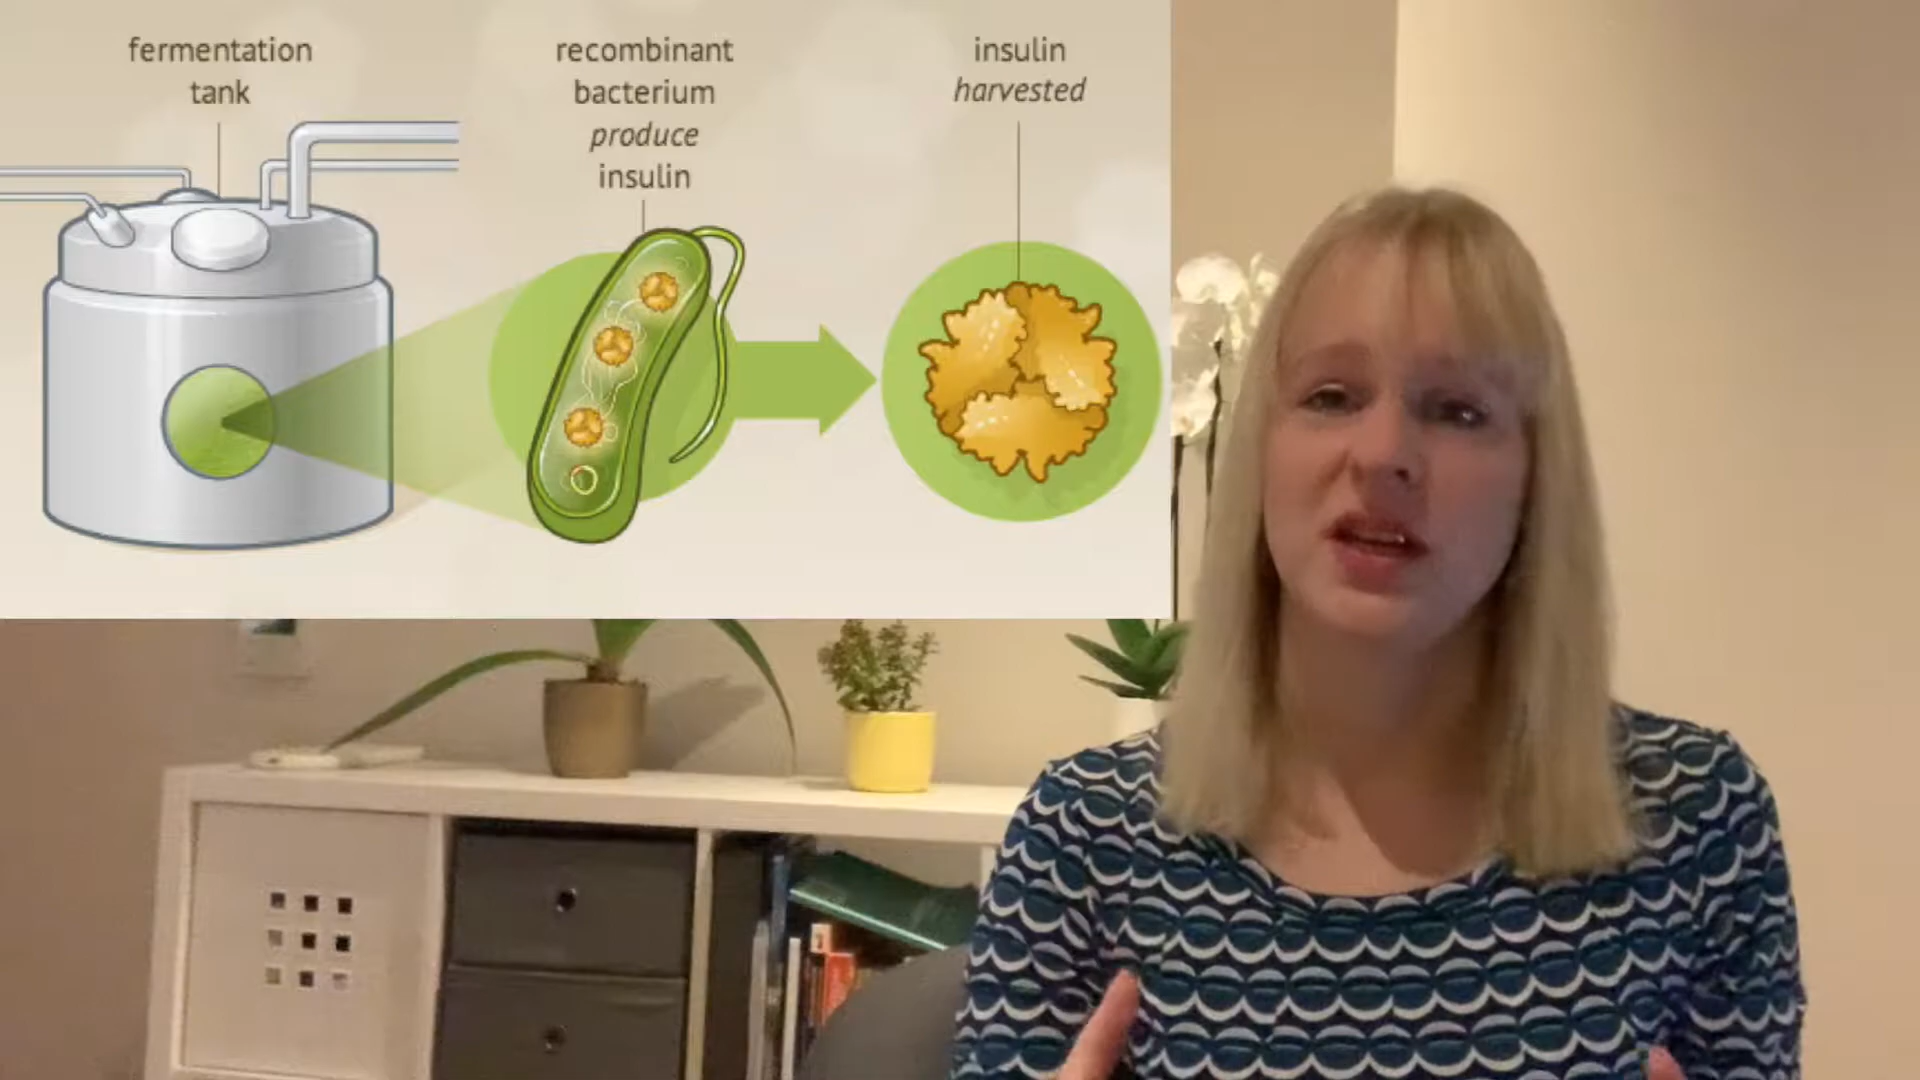 fermentation
tank
recombinant
bacterium
produce
insulin
insulin
harvested